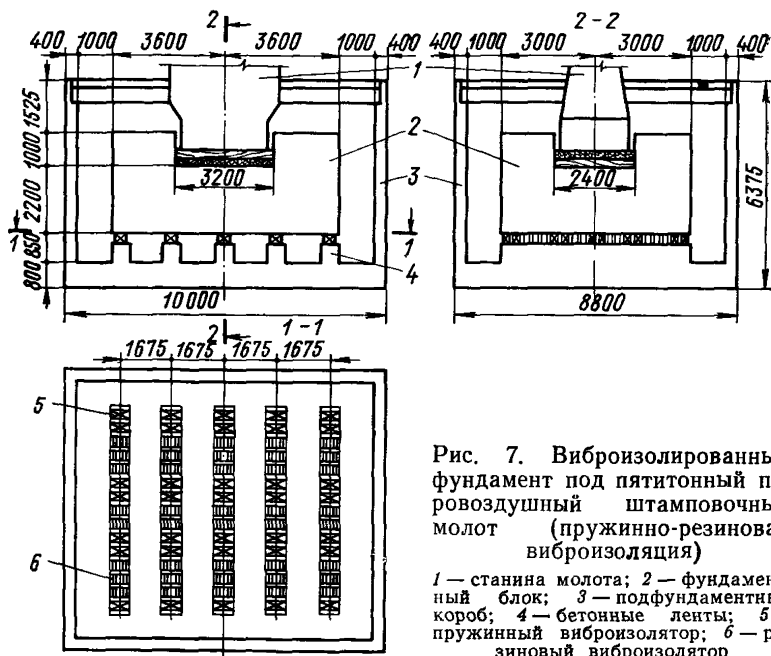 2
2-2
400 1000 3600 3600 1000 400
400 1000 3000 3000 1000 400
1
1525
1000
2
3200
2400
3
6375
2200
1
1
850
4
800
10000
8800
2
1-1
1675 1675 1675 1675
5
6
Рис. 7. Виброизолированны
фундамент под пятитонный п
ровоздушный штамповочны
молот (пружинно-резинова
виброизоляция)
1 — станина молота; 2 — фундамен
ный блок; 3 — подфундаментны
короб; 4 — бетонные ленты; 5
пружинный виброизолятор; 6 — р
зиновый виброизолятор